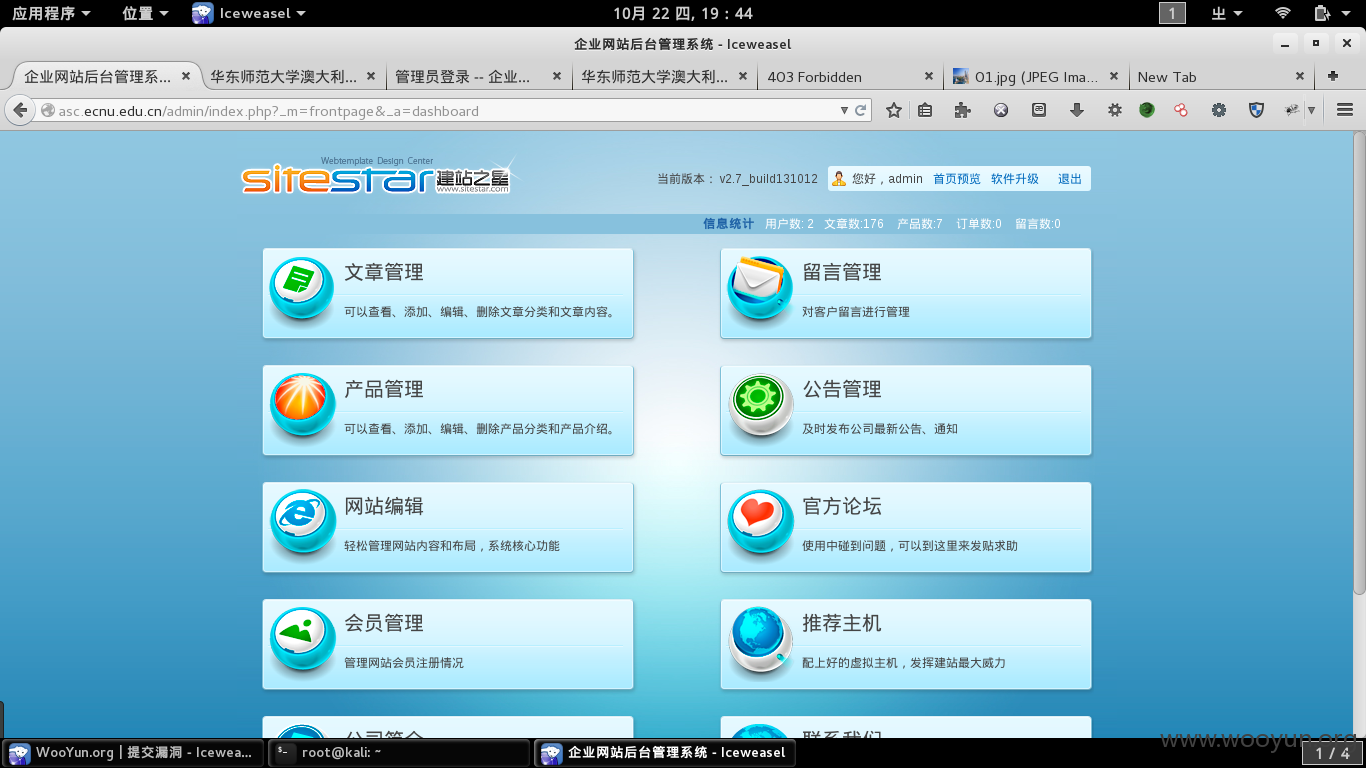 应用程序 位置 Iceweasel 10月 22 四, 19 : 44 1
企业网站后台管理系统 - Iceweasel
企业网站后台管理系... 华东师范大学澳大利... 管理员登录 -- 企业... 华东师范大学澳大利... 403 Forbidden 01.jpg (JPEG Ima... New Tab
asc.ecnu.edu.cn/admin/index.php?_m=frontpage&_a=dashboard
Webtemplate Design Center
sitestar 建站之星
www.sitestar.com
当前版本： v2.7_build131012 您好，admin 首页预览 软件升级 退出
信息统计 用户数: 2 文章数:176 产品数:7 订单数:0 留言数:0
文章管理
可以查看、添加、编辑、删除文章分类和文章内容。
留言管理
对客户留言进行管理
产品管理
可以查看、添加、编辑、删除产品分类和产品介绍。
公告管理
及时发布公司最新公告、通知
网站编辑
轻松管理网站内容和布局，系统核心功能
官方论坛
使用中碰到问题，可以到这里来发贴求助
会员管理
管理网站会员注册情况
推荐主机
配上好的虚拟主机，发挥建站最大威力
公司简介
联系我们
WooYun.org | 提交漏洞 - Icewea... root@kali: ~ 企业网站后台管理系统 - Iceweasel 1 / 4
www.wooyun.org